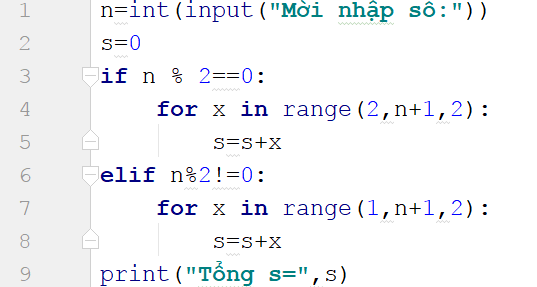 1 n=int(input("Mời nhập số:"))
2 s=0
3 if n % 2==0:
4 for x in range(2,n+1,2):
5 s=s+x
6 elif n%2!=0:
7 for x in range(1,n+1,2):
8 s=s+x
9 print("Tổng s=",s)